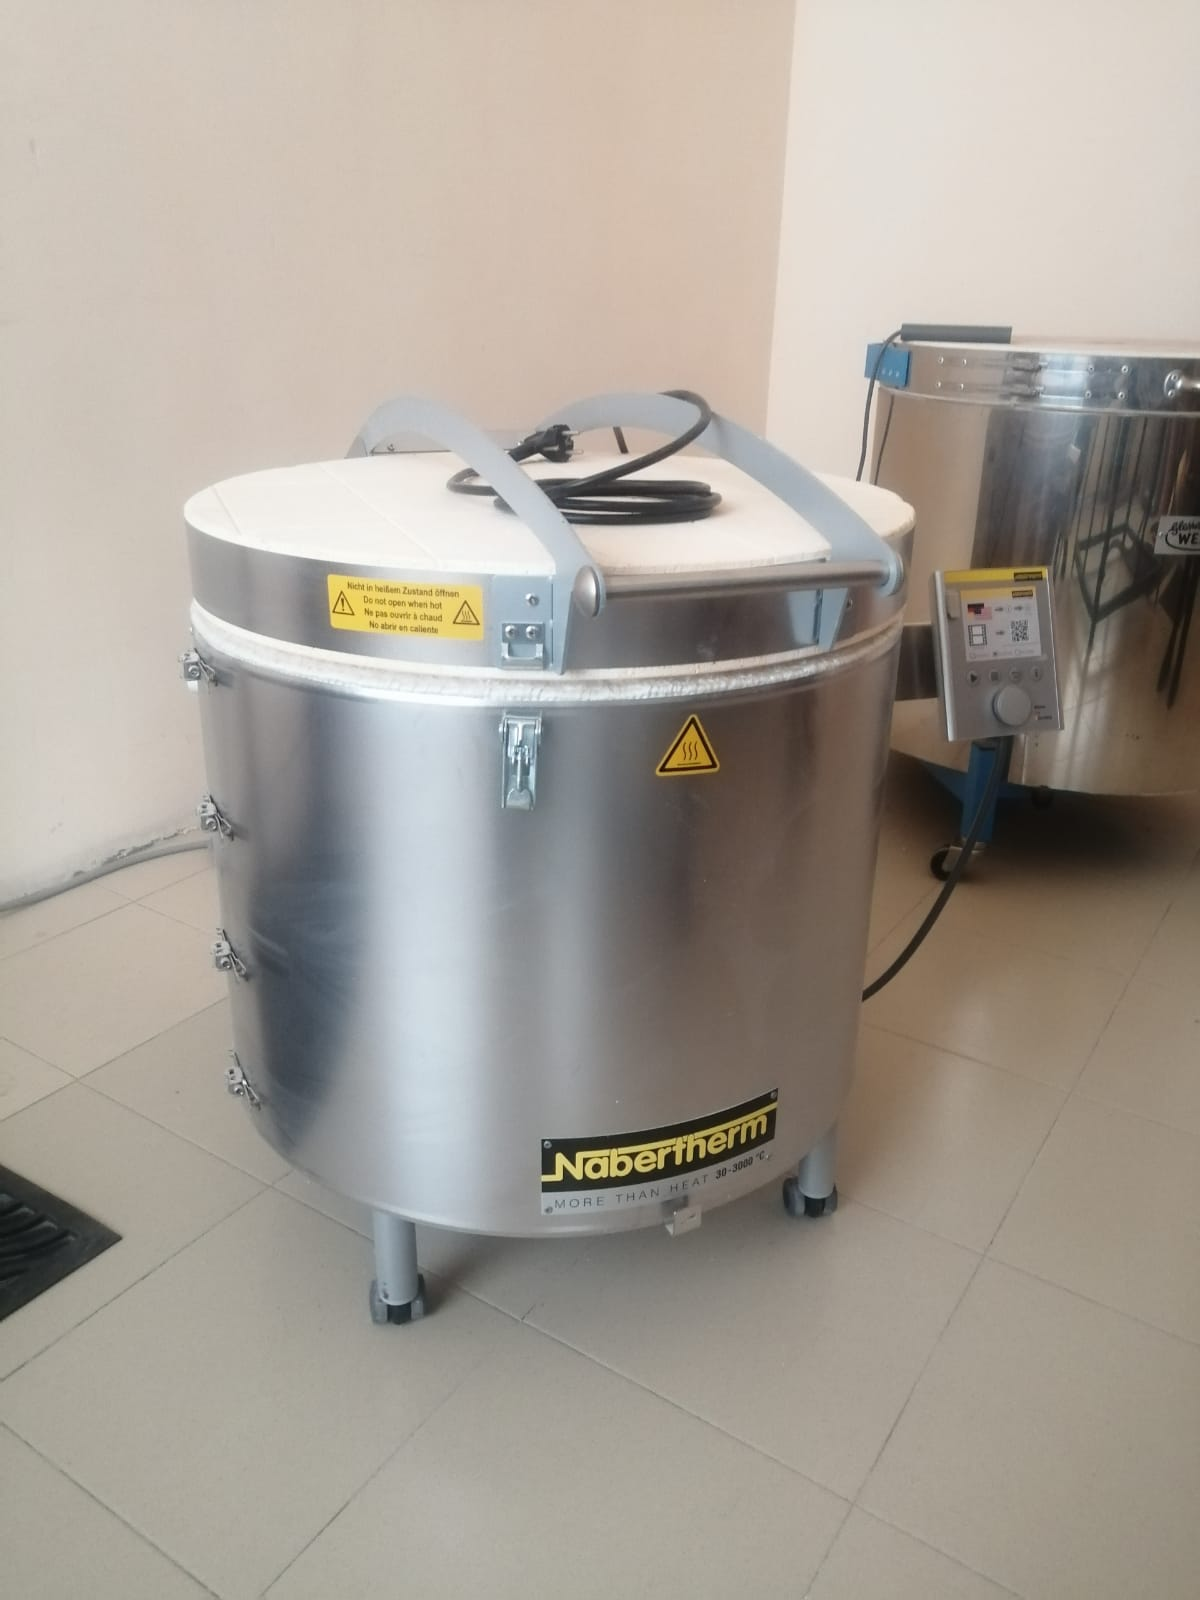 Nicht in heißem Zustand öffnen
Do not open when hot
Ne pas ouvrir à chaud
No abrir en caliente
Nabertherm
MORE THAN HEAT 30-3000 °C
WE